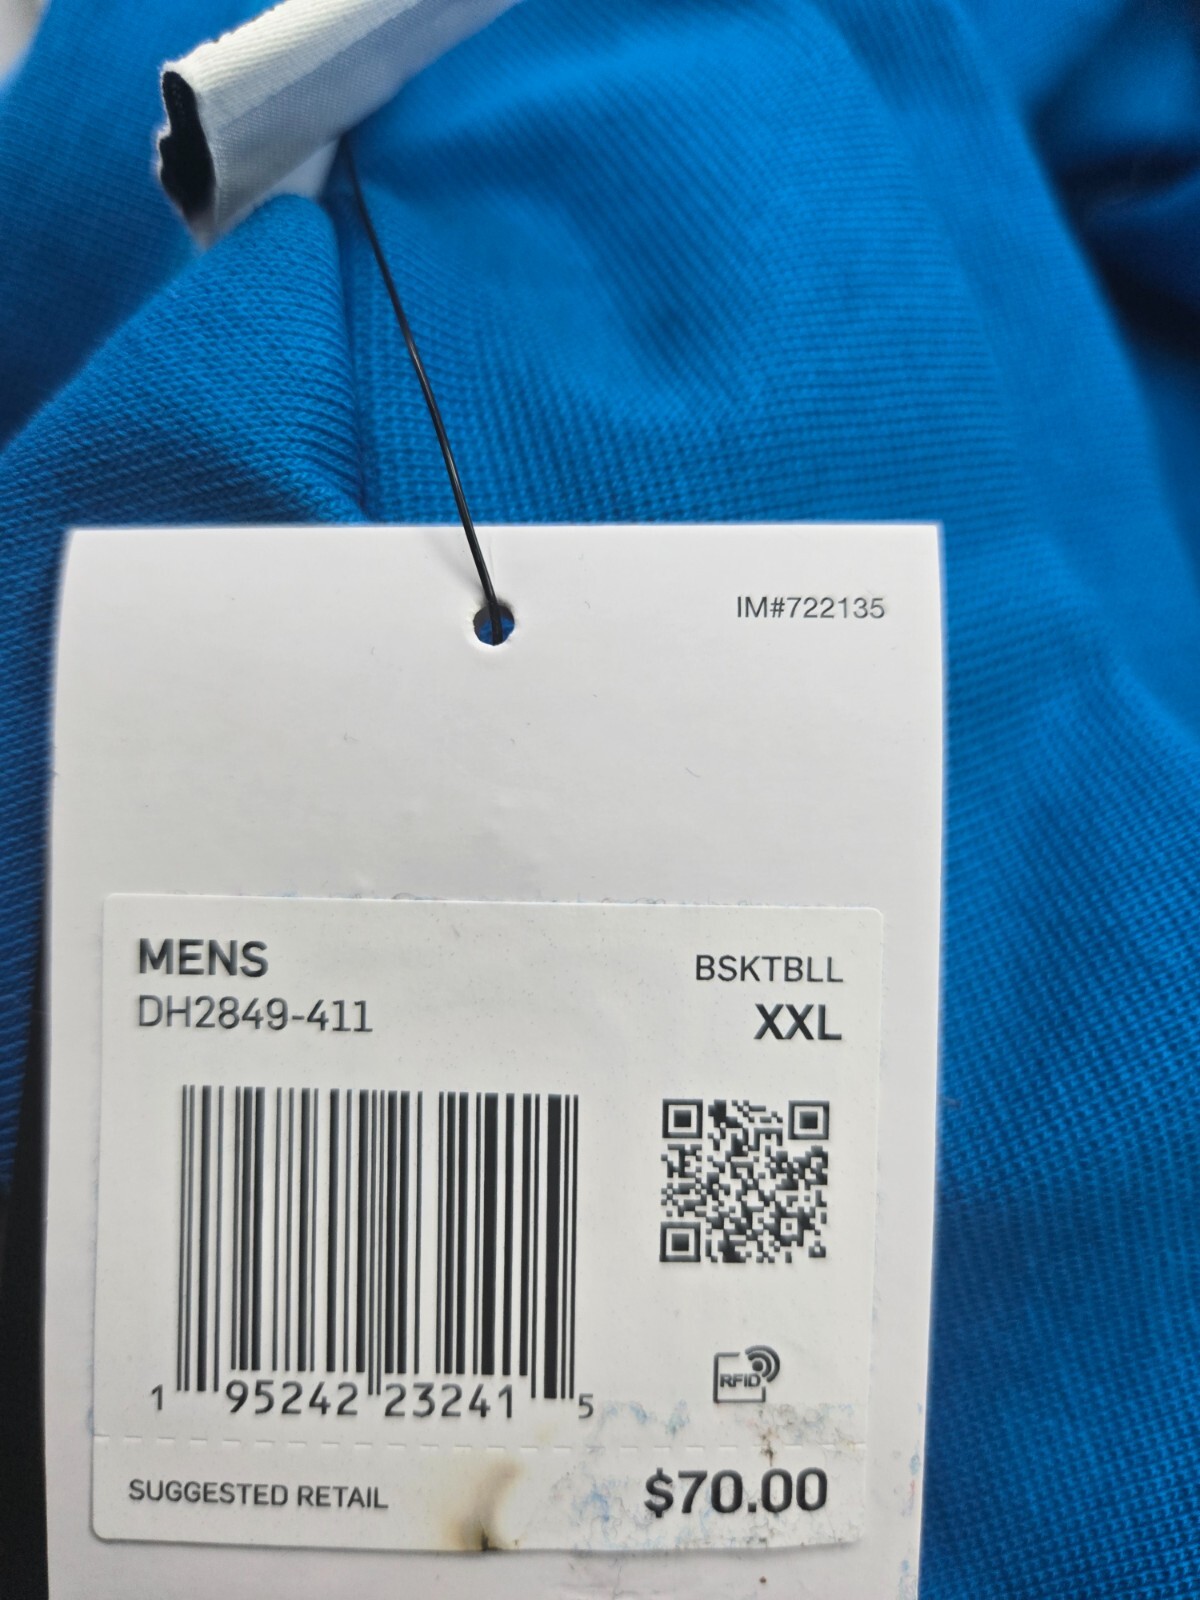 IM#722135
MENS
BSKTBLL
DH2849-411
XXL
1 95242 23241 5
RFID
SUGGESTED RETAIL
$70.00